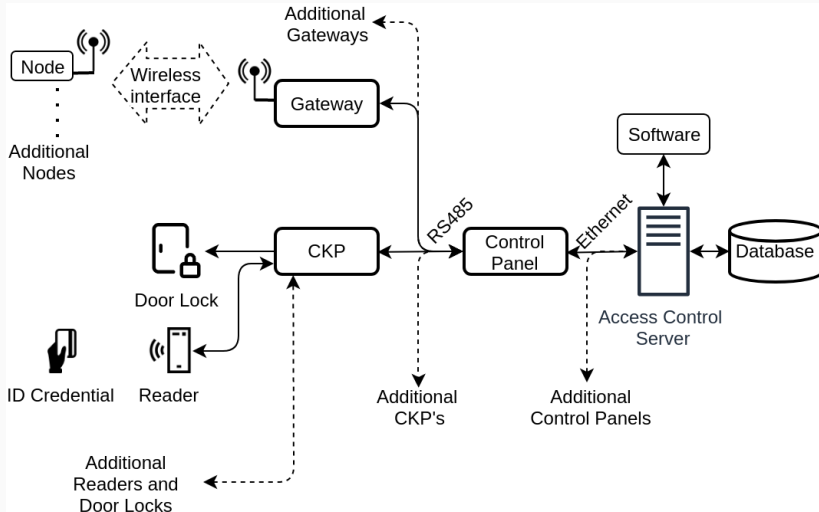 Additional
Gateways
Node
Wireless
interface
Gateway
Additional
Nodes
Software
RS485
Ethernet
CKP
Control
Panel
Database
Door Lock
Access Control
Server
ID Credential
Reader
Additional
CKP's
Additional
Control Panels
Additional
Readers and
Door Locks